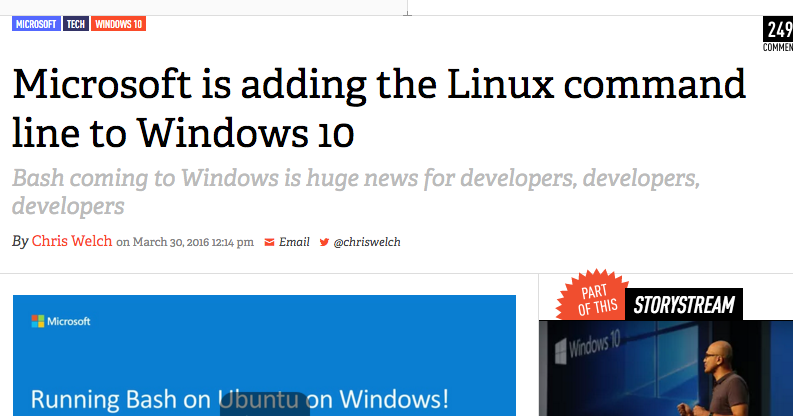 MICROSOFT TECH WINDOWS 10
249
COMMEN
Microsoft is adding the Linux command
line to Windows 10
Bash coming to Windows is huge news for developers, developers,
developers
By Chris Welch on March 30, 2016 12:14 pm Email @chriswelch
PART
OF THIS
STORYSTREAM
Microsoft
Windows 10
Running Bash on Ubuntu on Windows!